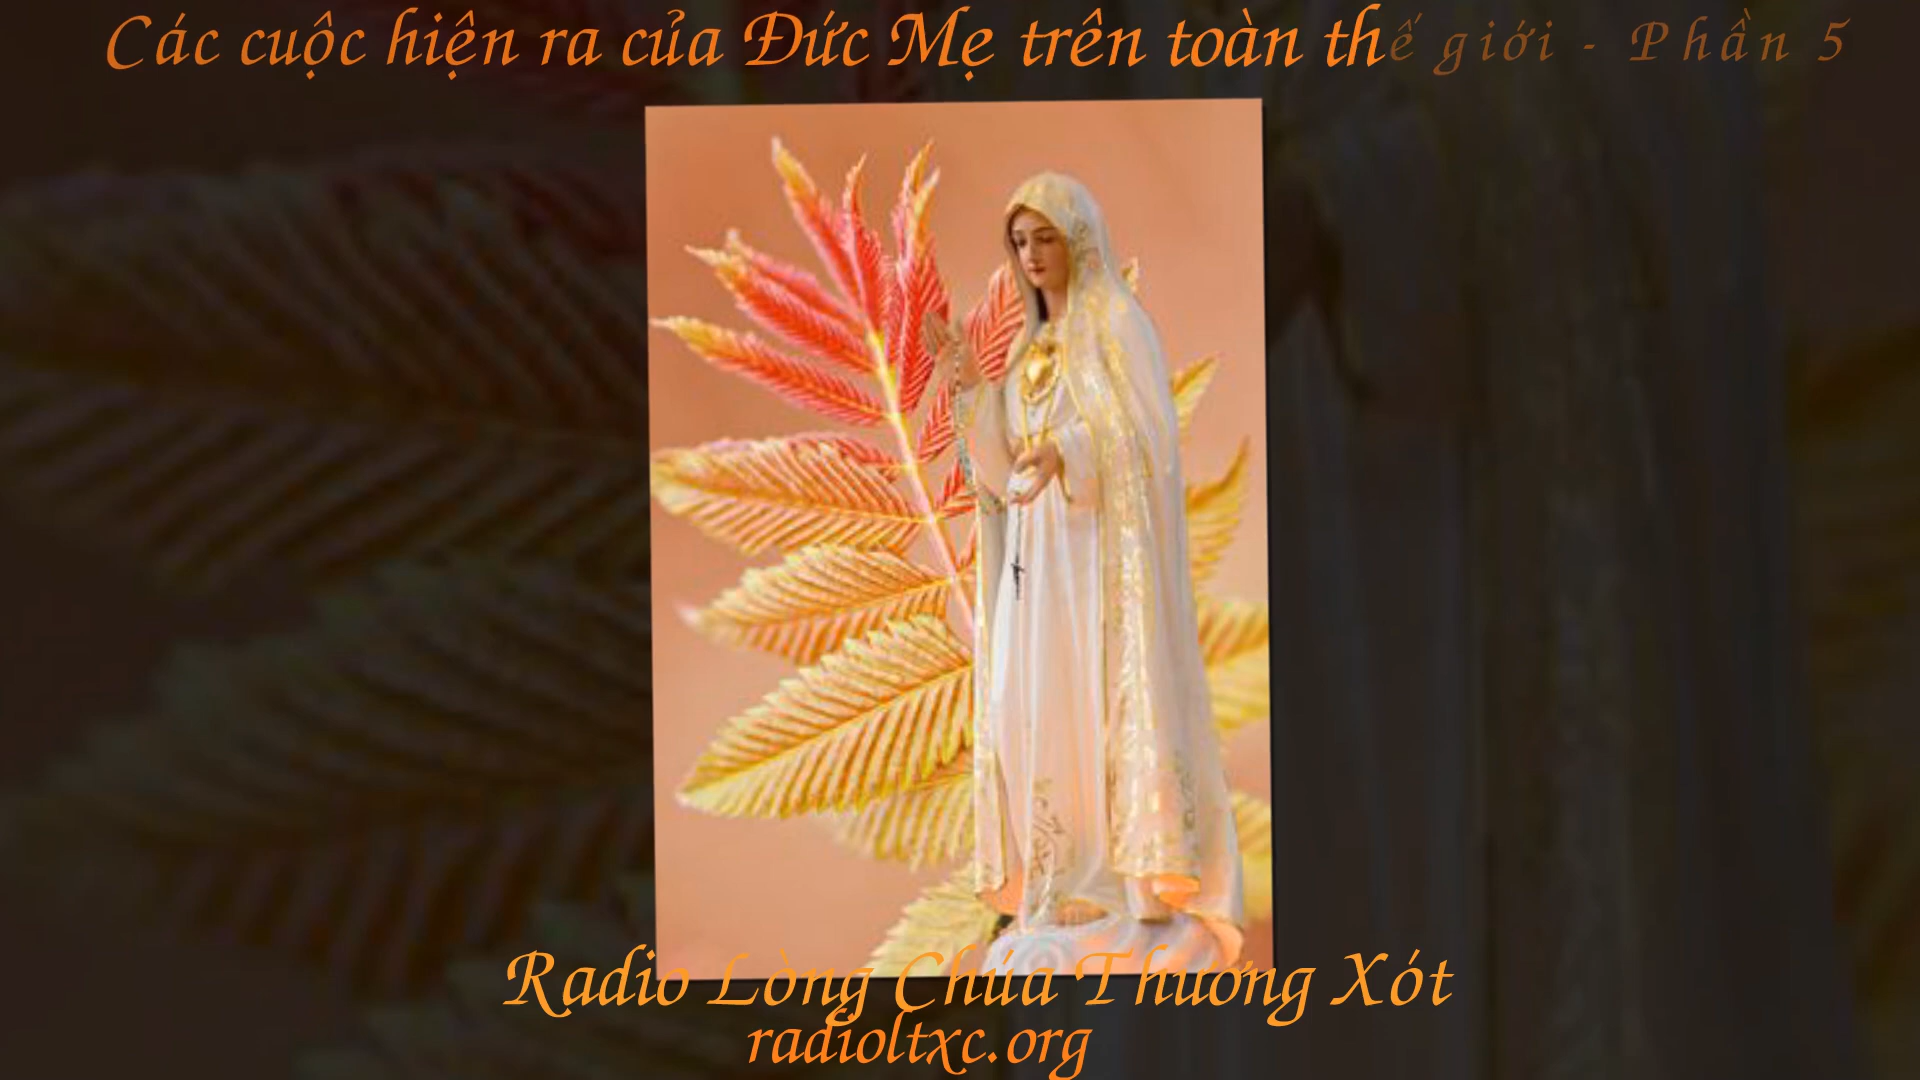 Các cuộc hiện ra của Đức Mẹ trên toàn thế giới - Phần 5
Radio Lòng Chúa Thương Xót
radioltxc.org